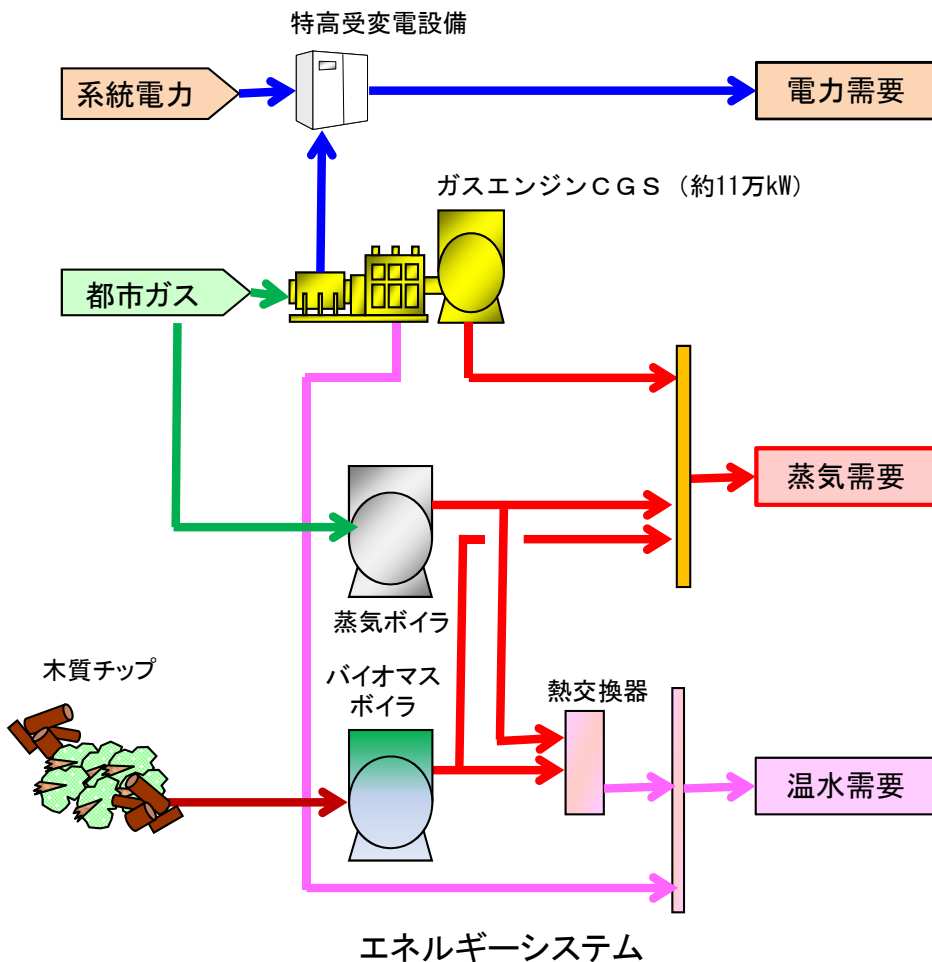 特高受変電設備
系統電力
電力需要
ガスエンジンCGS(約11万kW)
都市ガス
蒸気需要
蒸気ボイラ
木質チップ
バイオマス
ボイラ
熱交換器
温水需要
エネルギーシステム